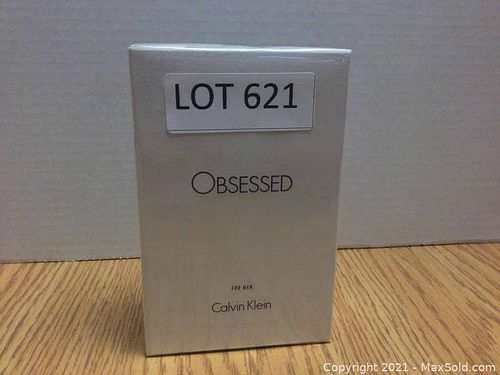 LOT 621
OBSESSED
FOR MEN
Calvin Klein
Copyright 2021 - MaxSold.com